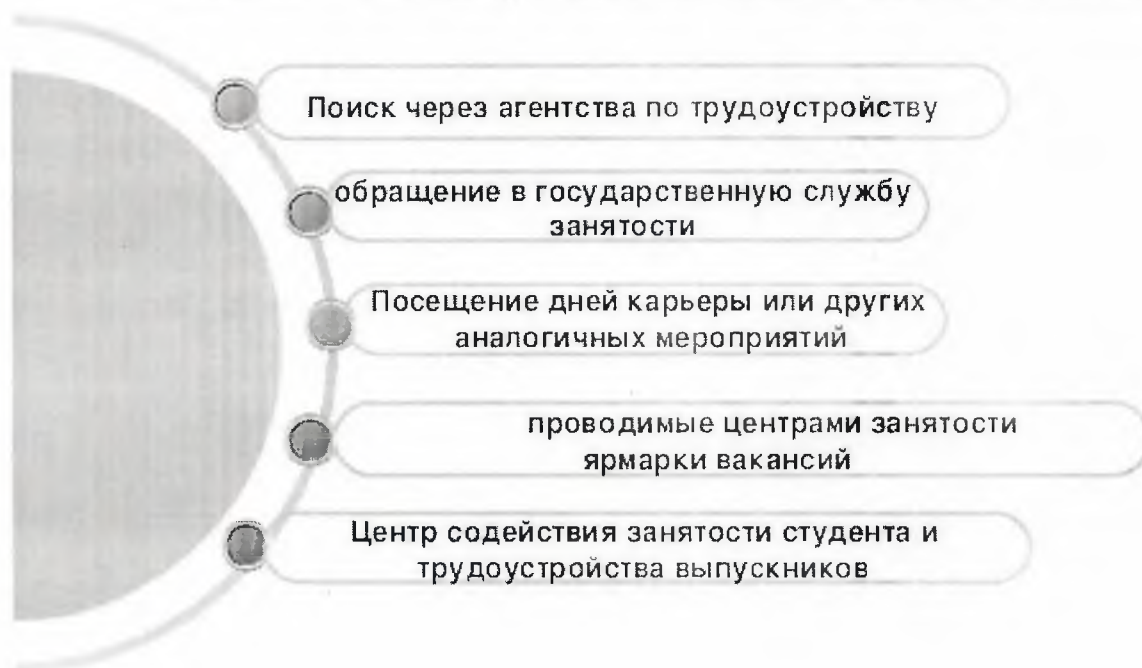 Поиск через агентства по трудоустройству
обращение в государственную службу
занятости
Посещение дней карьеры или других
аналогичных мероприятий
проводимые центрами занятости
ярмарки вакансий
Центр содействия занятости студента и
трудоустройства выпускников